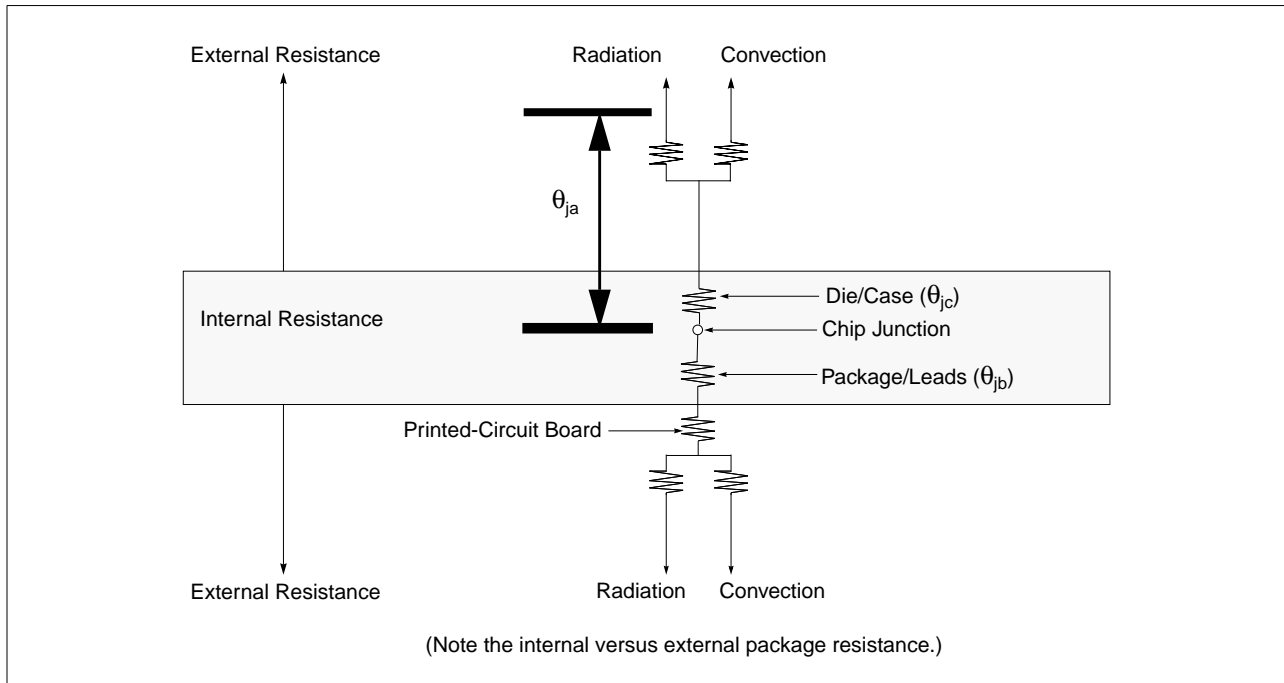 External Resistance
Radiation
Convection
θja
Die/Case (θjc)
Internal Resistance
Chip Junction
Package/Leads (θjb)
Printed-Circuit Board
External Resistance
Radiation
Convection
(Note the internal versus external package resistance.)